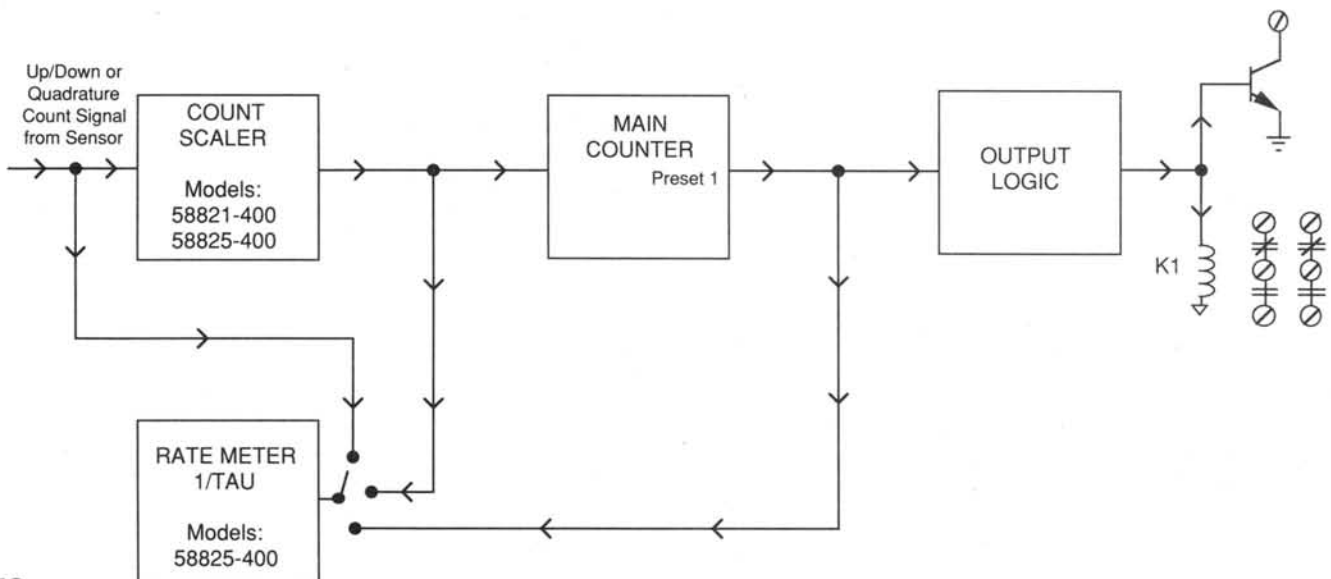 Up/Down or
Quadrature
Count Signal
from Sensor
COUNT
SCALER
Models:
58821-400
58825-400
MAIN
COUNTER
Preset 1
OUTPUT
LOGIC
K1
RATE METER
1/TAU
Models:
58825-400